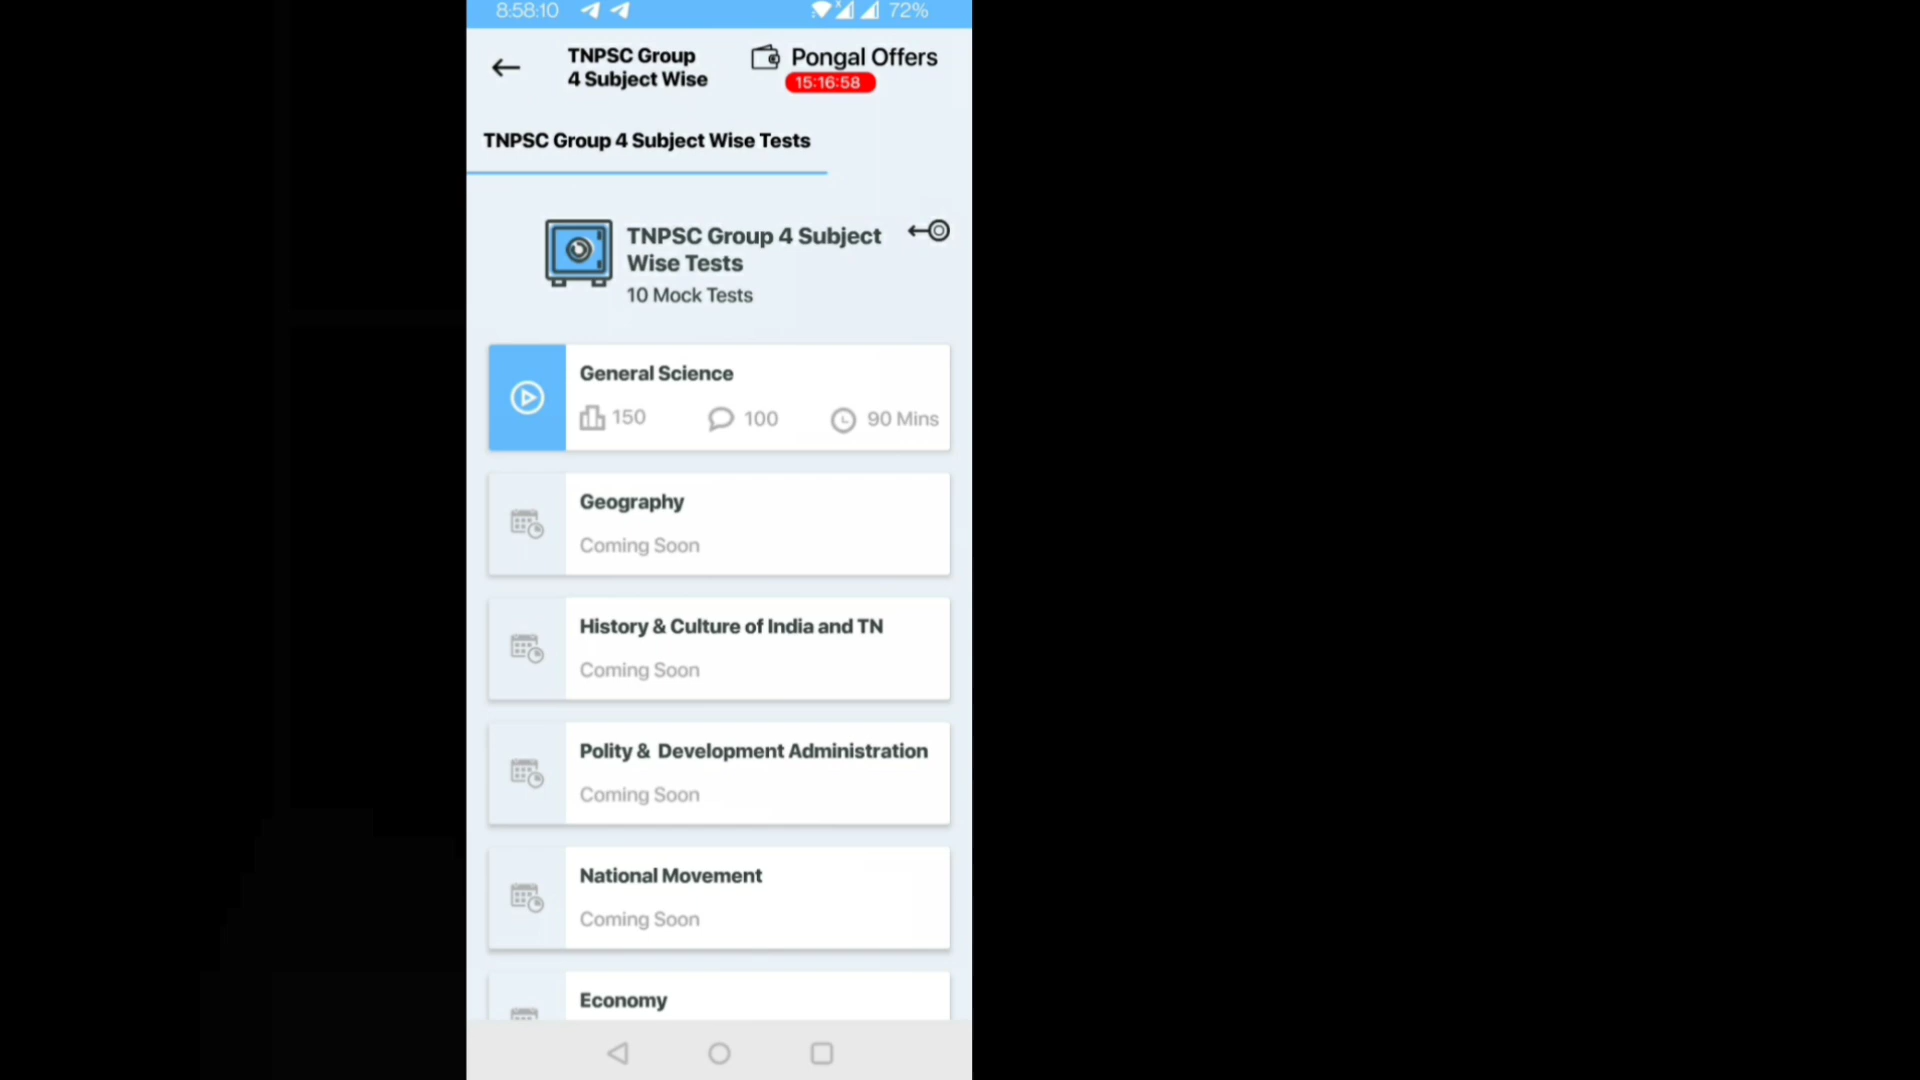 8:58:10
72%
TNPSC Group
4 Subject Wise
Pongal Offers
15:16:58
TNPSC Group 4 Subject Wise Tests
TNPSC Group 4 Subject
Wise Tests
10 Mock Tests
General Science
150 100 90 Mins
Geography
Coming Soon
History & Culture of India and TN
Coming Soon
Polity & Development Administration
Coming Soon
National Movement
Coming Soon
Economy